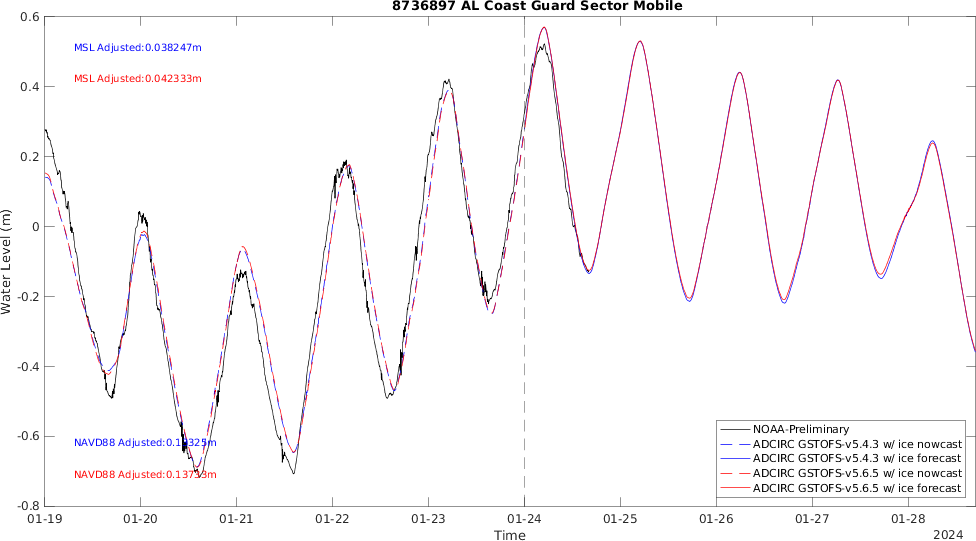 8736897 AL Coast Guard Sector Mobile
Water Level (m)
0.6
0.4
0.2
0
-0.2
-0.4
-0.6
-0.8
MSL Adjusted:0.038247m
MSL Adjusted:0.042333m
NAVD88 Adjusted:
NAVD88 Adjusted:
NOAA-Preliminary
ADCIRC GSTOFS-v5.4.3 w/ ice nowcast
ADCIRC GSTOFS-v5.4.3 w/ ice forecast
ADCIRC GSTOFS-v5.6.5 w/ ice nowcast
ADCIRC GSTOFS-v5.6.5 w/ ice forecast
01-19 01-20 01-21 01-22 01-23 01-24 01-25 01-26 01-27 01-28
Time
2024